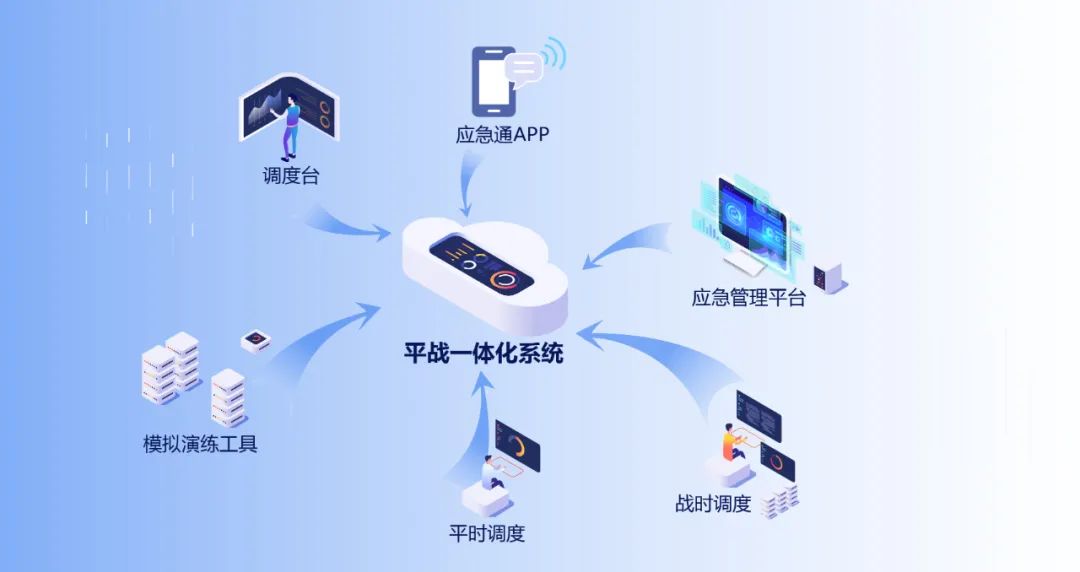 应急通APP
调度台
应急管理平台
平战一体化系统
模拟演练工具
战时调度
平时调度